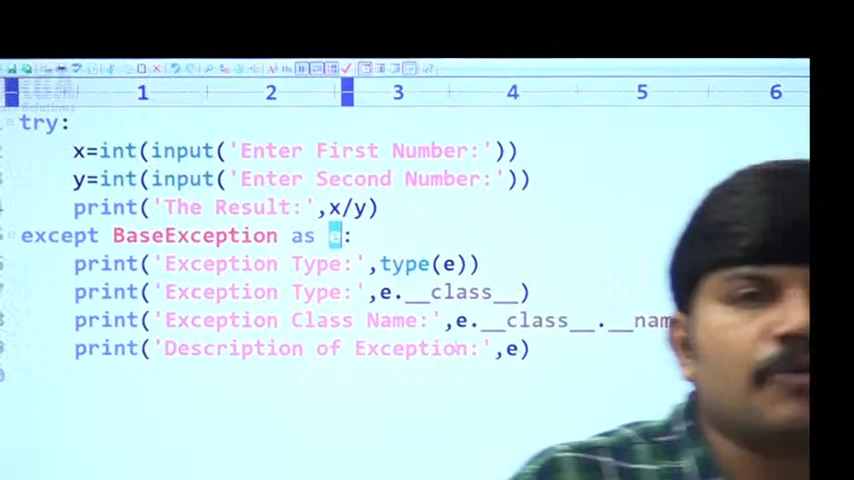 1 2 3 4 5 6
try:
x=int(input('Enter First Number:'))
y=int(input('Enter Second Number:'))
print('The Result:',x/y)
except BaseException as e:
print('Exception Type:',type(e))
print('Exception Type:',e.__class__)
print('Exception Class Name:',e.__class__.__nam
print('Description of Exception:',e)